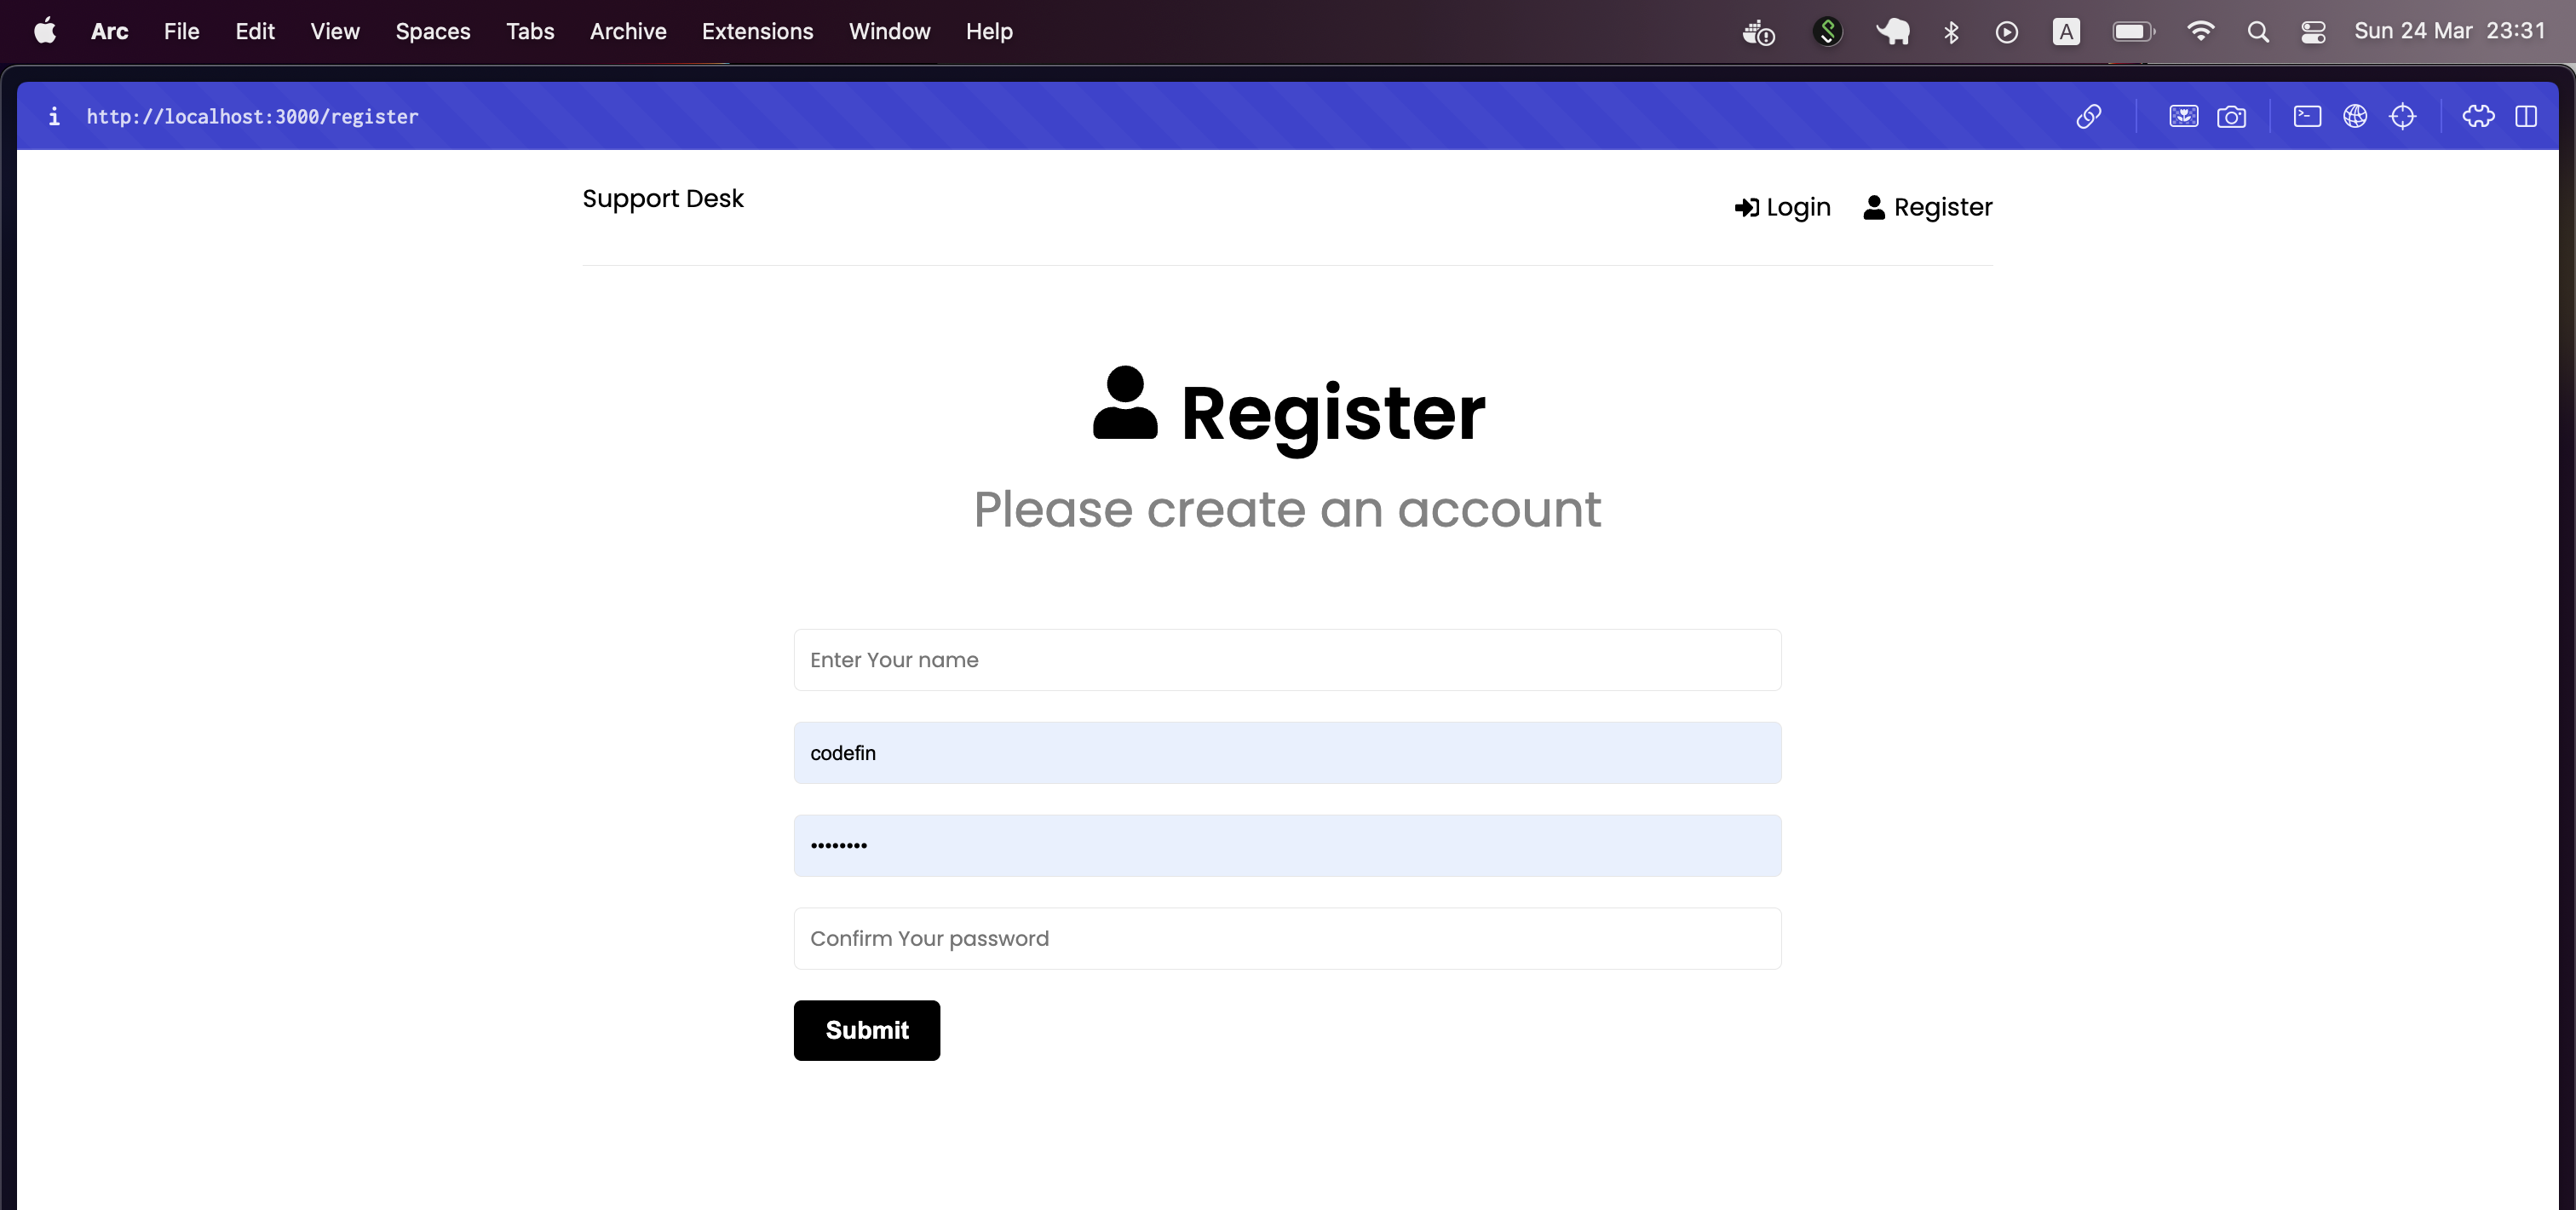 Arc File Edit View Spaces Tabs Archive Extensions Window Help A Sun 24 Mar 23:31
http://localhost:3000/register
Support Desk Login Register
Register
Please create an account
Enter Your name
codefin
••••••••
Confirm Your password
Submit